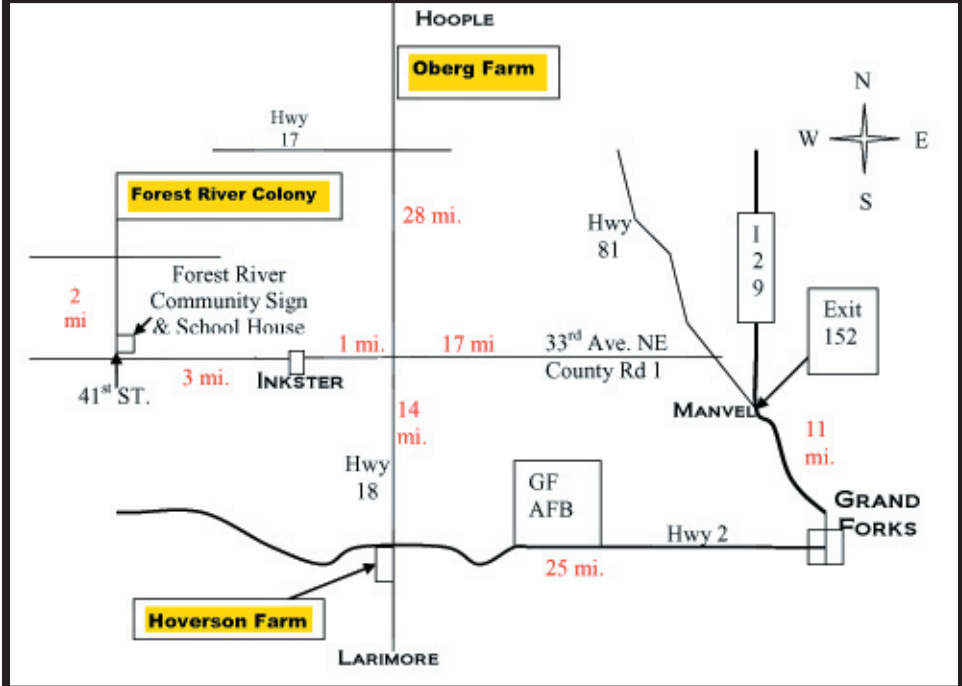 HOOPLE
Oberg Farm
N
W E
S
Hwy
17
Forest River Colony
28 mi.
Hwy
81
I
2
9
Forest River
Community Sign
& School House
2
mi
Exit
152
1 mi.
17 mi
33rd Ave. NE
County Rd 1
3 mi.
INKSTER
41st ST.
MANVEL
14
mi.
11
mi.
Hwy
18
GF
AFB
GRAND
FORKS
Hwy 2
25 mi.
Hoverson Farm
LARIMORE